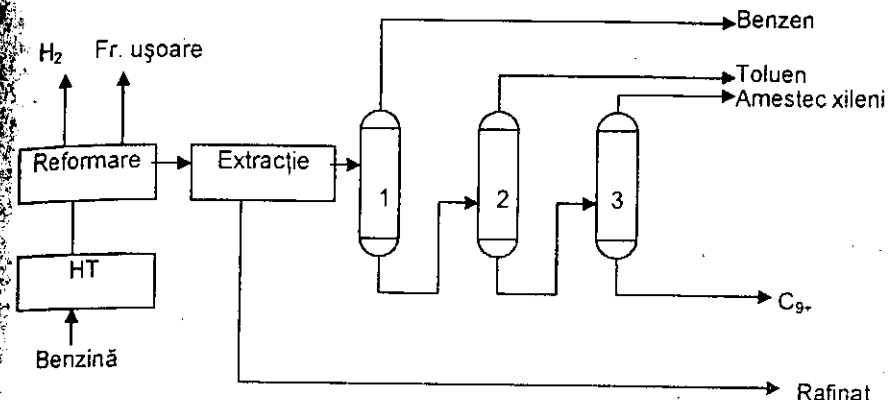 Benzen
H₂ Fr. uşoare
Toluen
Amestec xileni
Reformare
Extracţie
1
2
3
HT
C₉₊
Benzină
Rafinat